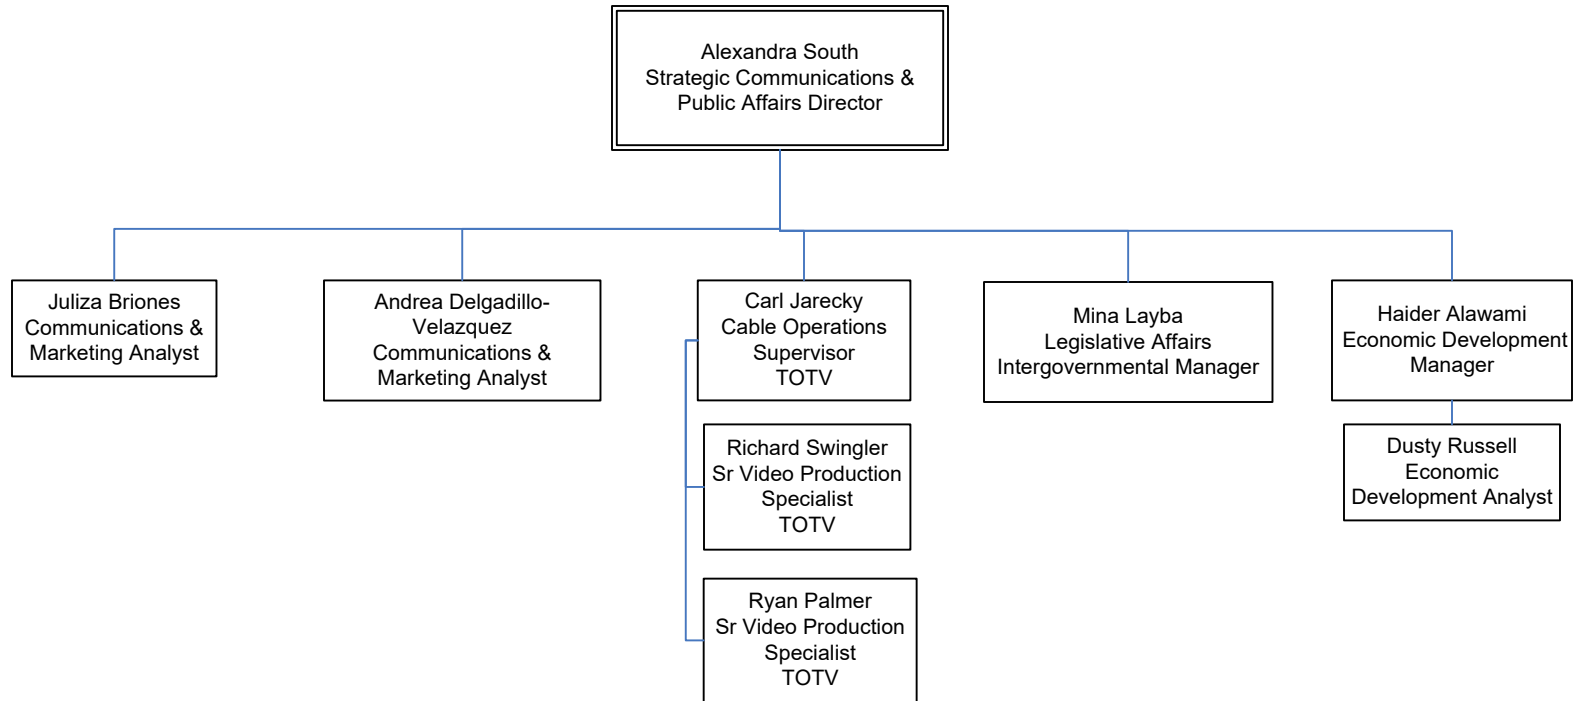 Alexandra South
Strategic Communications &
Public Affairs Director
Juliza Briones
Communications &
Marketing Analyst
Andrea Delgadillo-
Velazquez
Communications &
Marketing Analyst
Carl Jarecky
Cable Operations
Supervisor
TOTV
Mina Layba
Legislative Affairs
Intergovernmental Manager
Haider Alawami
Economic Development
Manager
Richard Swingler
Sr Video Production
Specialist
TOTV
Dusty Russell
Economic
Development Analyst
Ryan Palmer
Sr Video Production
Specialist
TOTV